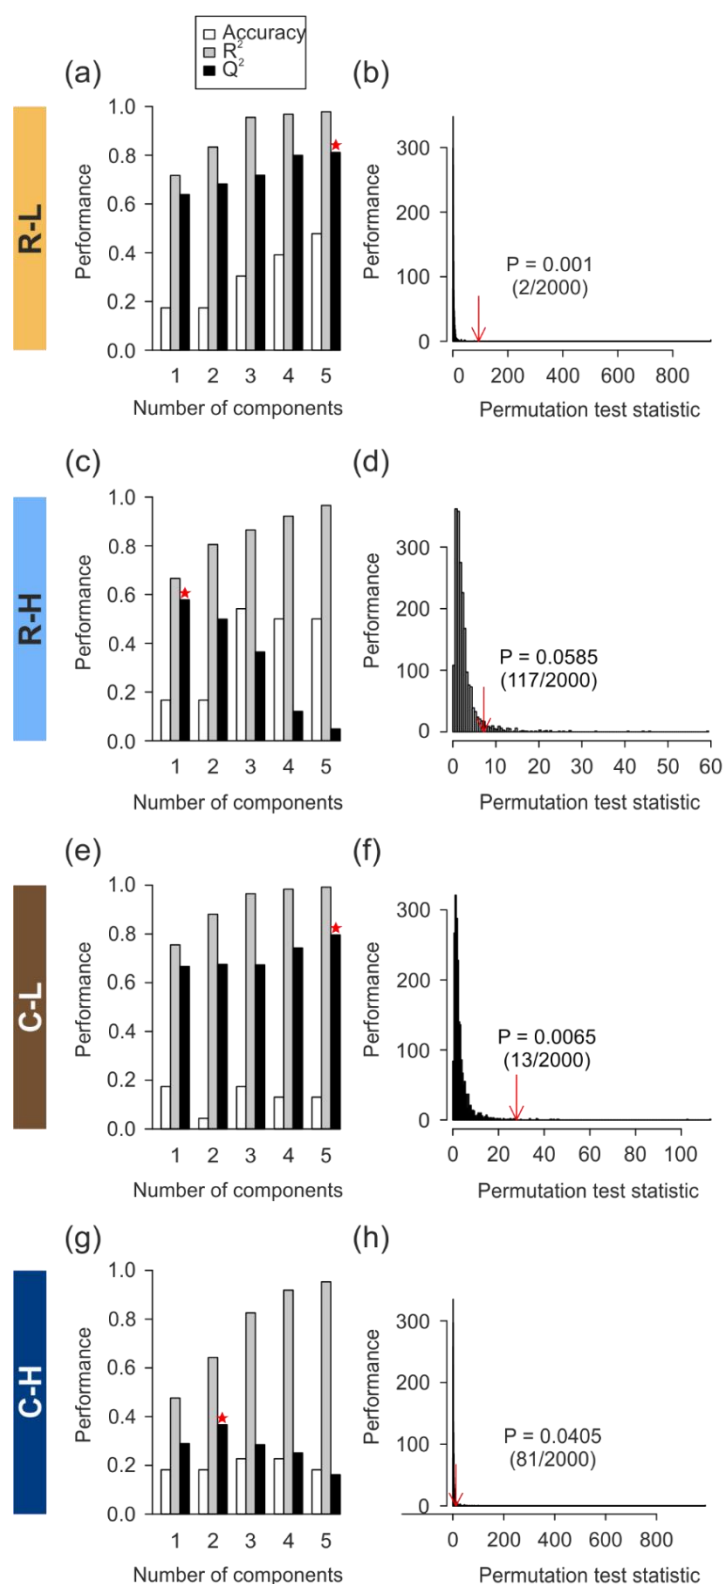 Accuracy
R²
Q²
(a)
(b)
R-L
Performance
1.0
0.8
0.6
0.4
0.2
0.0
1 2 3 4 5
Number of components
Performance
300
100
0
P = 0.001
(2/2000)
0 200 400 600 800
Permutation test statistic
(c)
(d)
R-H
Performance
1.0
0.8
0.6
0.4
0.2
0.0
1 2 3 4 5
Number of components
Performance
300
100
0
P = 0.0585
(117/2000)
0 10 20 30 40 50 60
Permutation test statistic
(e)
(f)
C-L
Performance
1.0
0.8
0.6
0.4
0.2
0.0
1 2 3 4 5
Number of components
Performance
300
200
100
0
P = 0.0065
(13/2000)
0 20 40 60 80 100
Permutation test statistic
(g)
(h)
C-H
Performance
1.0
0.8
0.6
0.4
0.2
0.0
1 2 3 4 5
Number of components
Performance
300
100
0
P = 0.0405
(81/2000)
0 200 400 600 800
Permutation test statistic